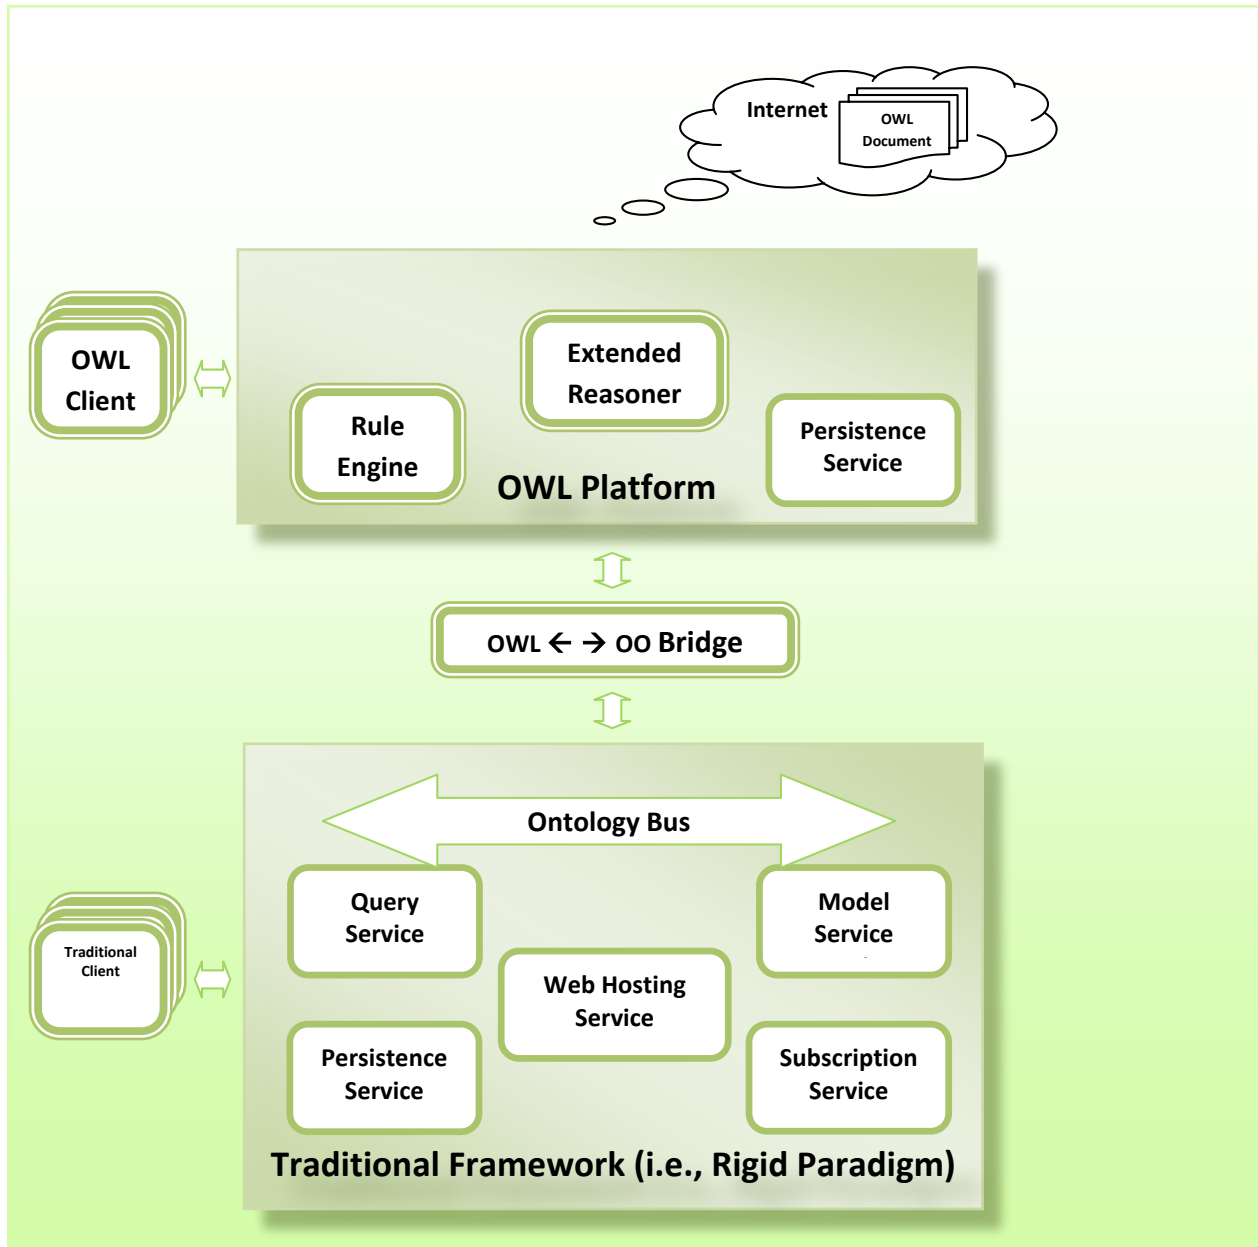 Internet
OWL
Document
OWL
Client
Extended
Reasoner
Rule
Engine
Persistence
Service
OWL Platform
OWL ← → OO Bridge
Ontology Bus
Query
Service
Model
Service
Traditional
Client
Web Hosting
Service
Persistence
Service
Subscription
Service
Traditional Framework (i.e., Rigid Paradigm)